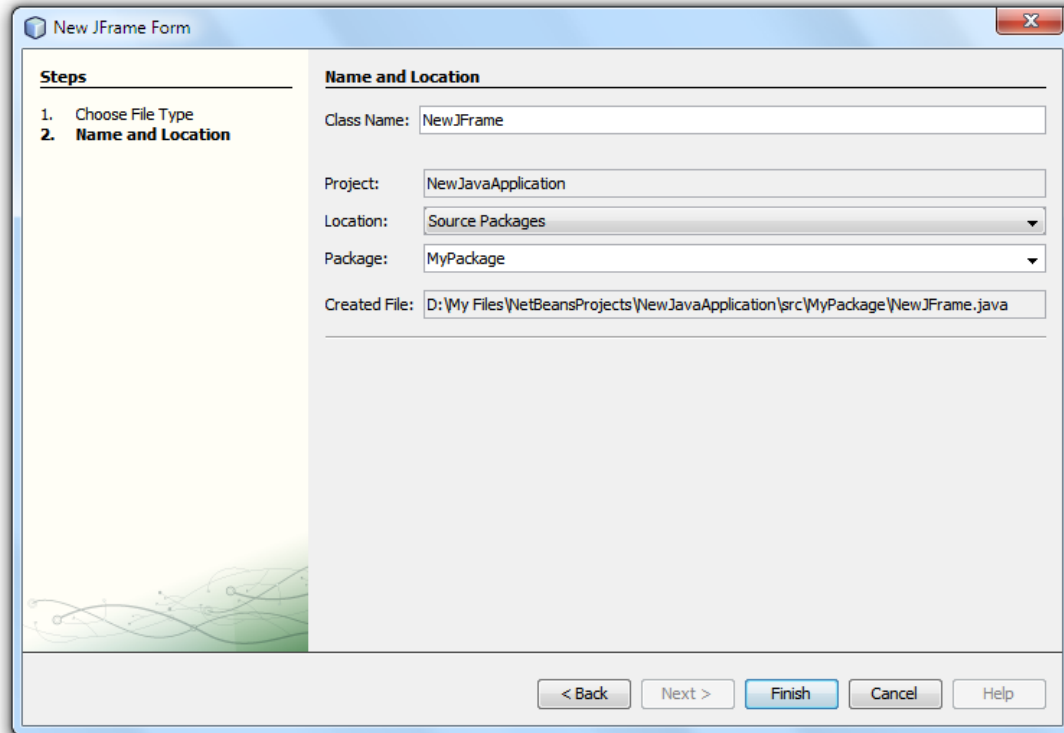 New JFrame Form
X
Steps
1. Choose File Type
2. Name and Location
Name and Location
Class Name: NewJFrame
Project: NewJavaApplication
Location: Source Packages
Package: MyPackage
Created File: D:\My Files\NetBeansProjects\NewJavaApplication\src\MyPackage\NewJFrame.java
< Back Next > Finish Cancel Help